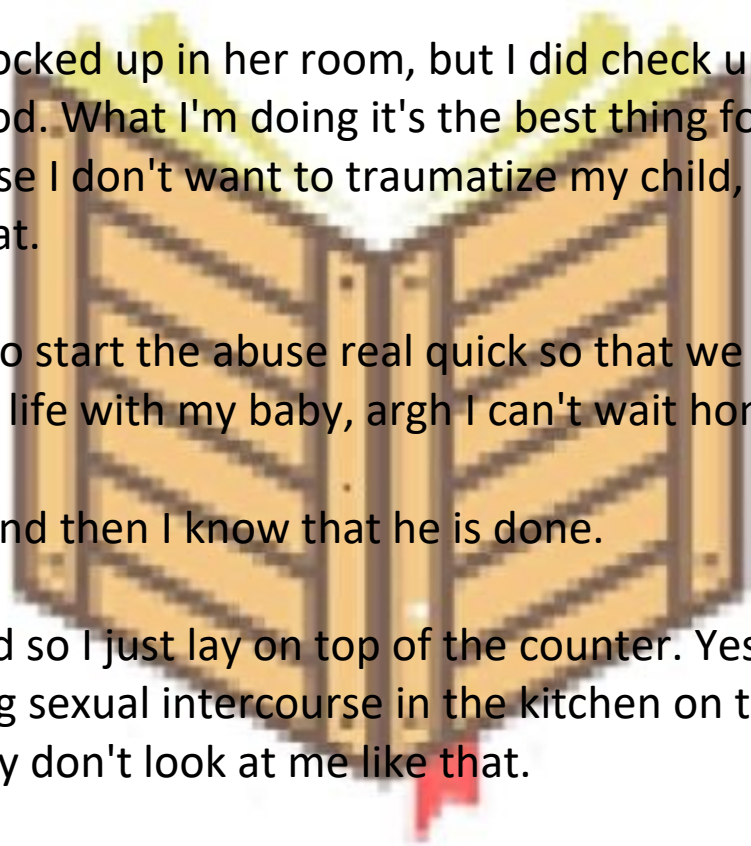 ocked up in her room, but I did check u
od. What I'm doing it's the best thing fo
se I don't want to traumatize my child,
at.
o start the abuse real quick so that we
life with my baby, argh I can't wait hor
nd then I know that he is done.
d so I just lay on top of the counter. Yes
g sexual intercourse in the kitchen on t
y don't look at me like that.